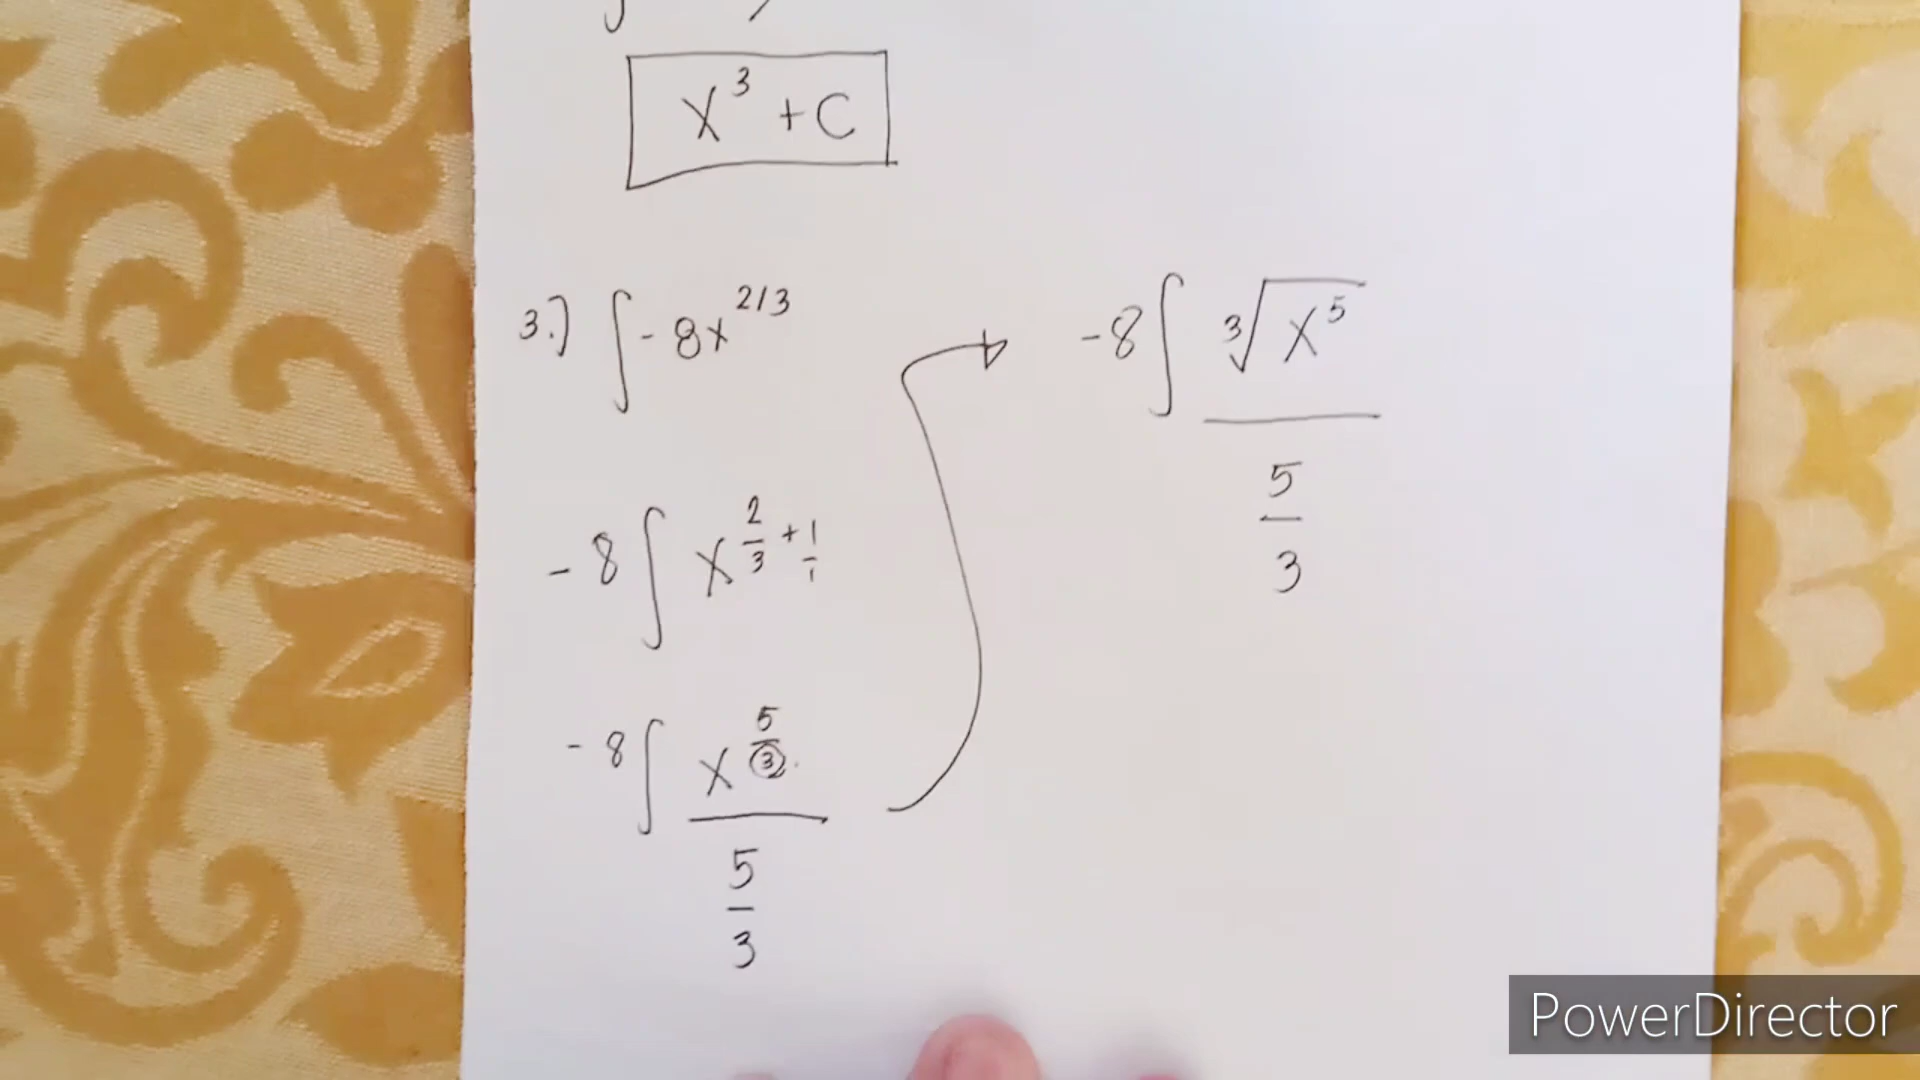 x³ + C
3.) ∫ -8x^{2/3}
-8 ∫ x^{2/3 + 1/1}
-8 ∫ x^{5/3}
5/3
-8 ∫ ∛x⁵
5/3
PowerDirector